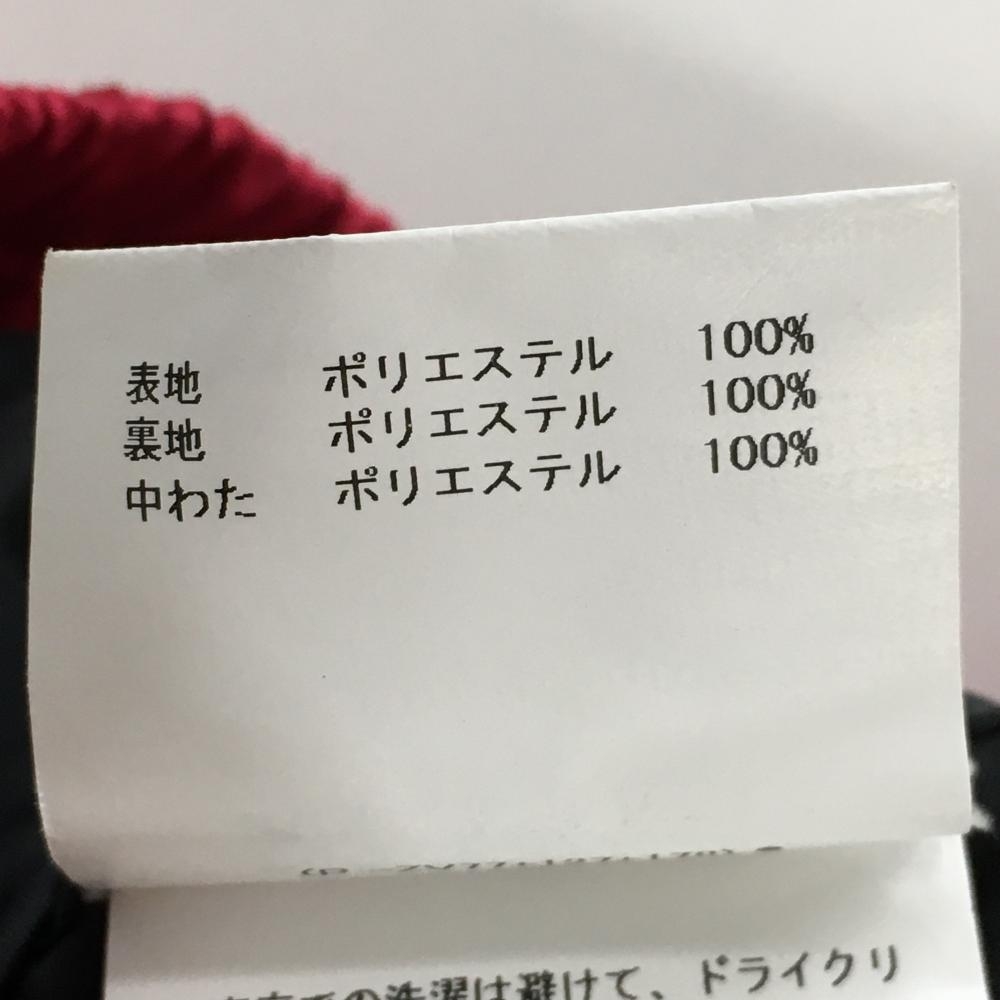 表地 ポリエステル 100%
裏地 ポリエステル 100%
中わた ポリエステル 100%
の洗濯は避けて、ドライクリ